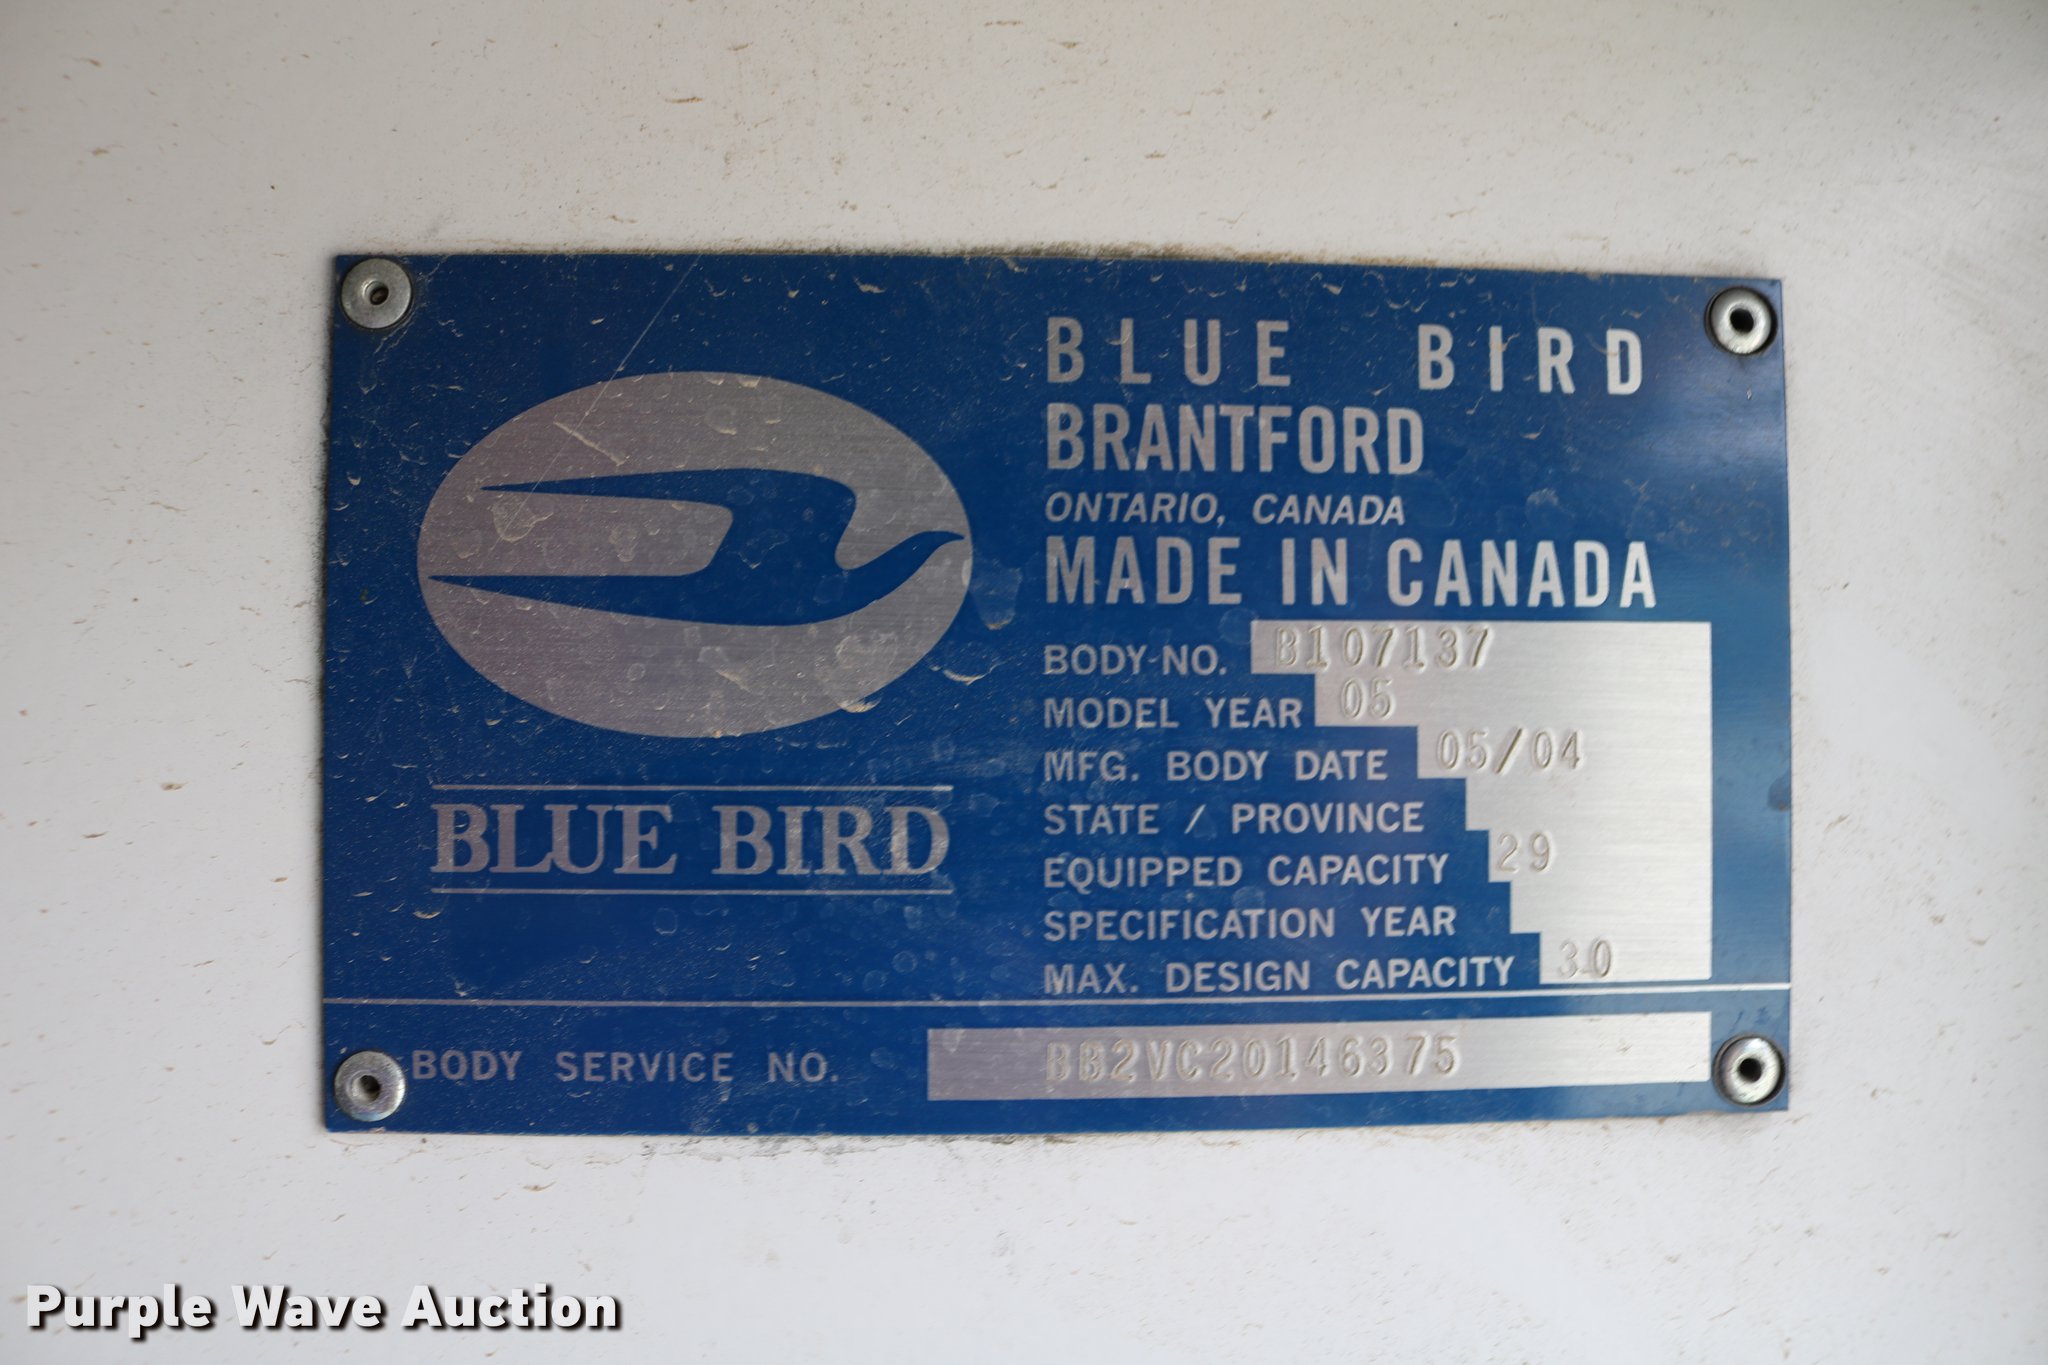 BLUE BIRD
BLUE BIRD
BRANTFORD
ONTARIO, CANADA
MADE IN CANADA
BODY-NO. B107137
MODEL YEAR 05
MFG. BODY DATE 05/04
STATE / PROVINCE
EQUIPPED CAPACITY 29
SPECIFICATION YEAR
MAX. DESIGN CAPACITY 30
BODY SERVICE NO. BB2VC20146375
Purple Wave Auction